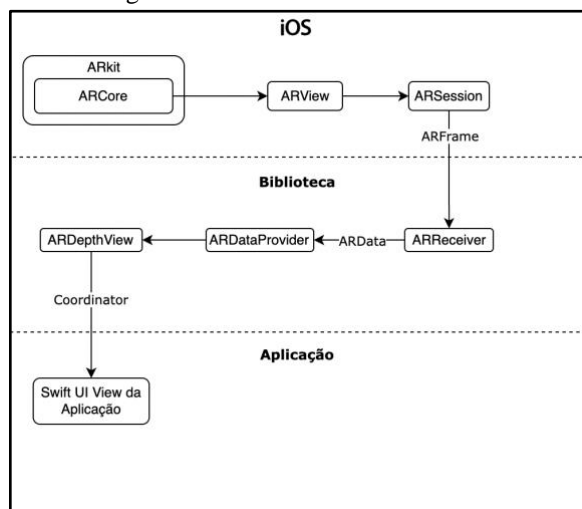 iOS
ARkit
ARCore
ARView
ARSession
ARFrame
Biblioteca
ARDepthView
ARDataProvider
ARData
ARReceiver
Coordinator
Aplicação
Swift UI View da
Aplicação